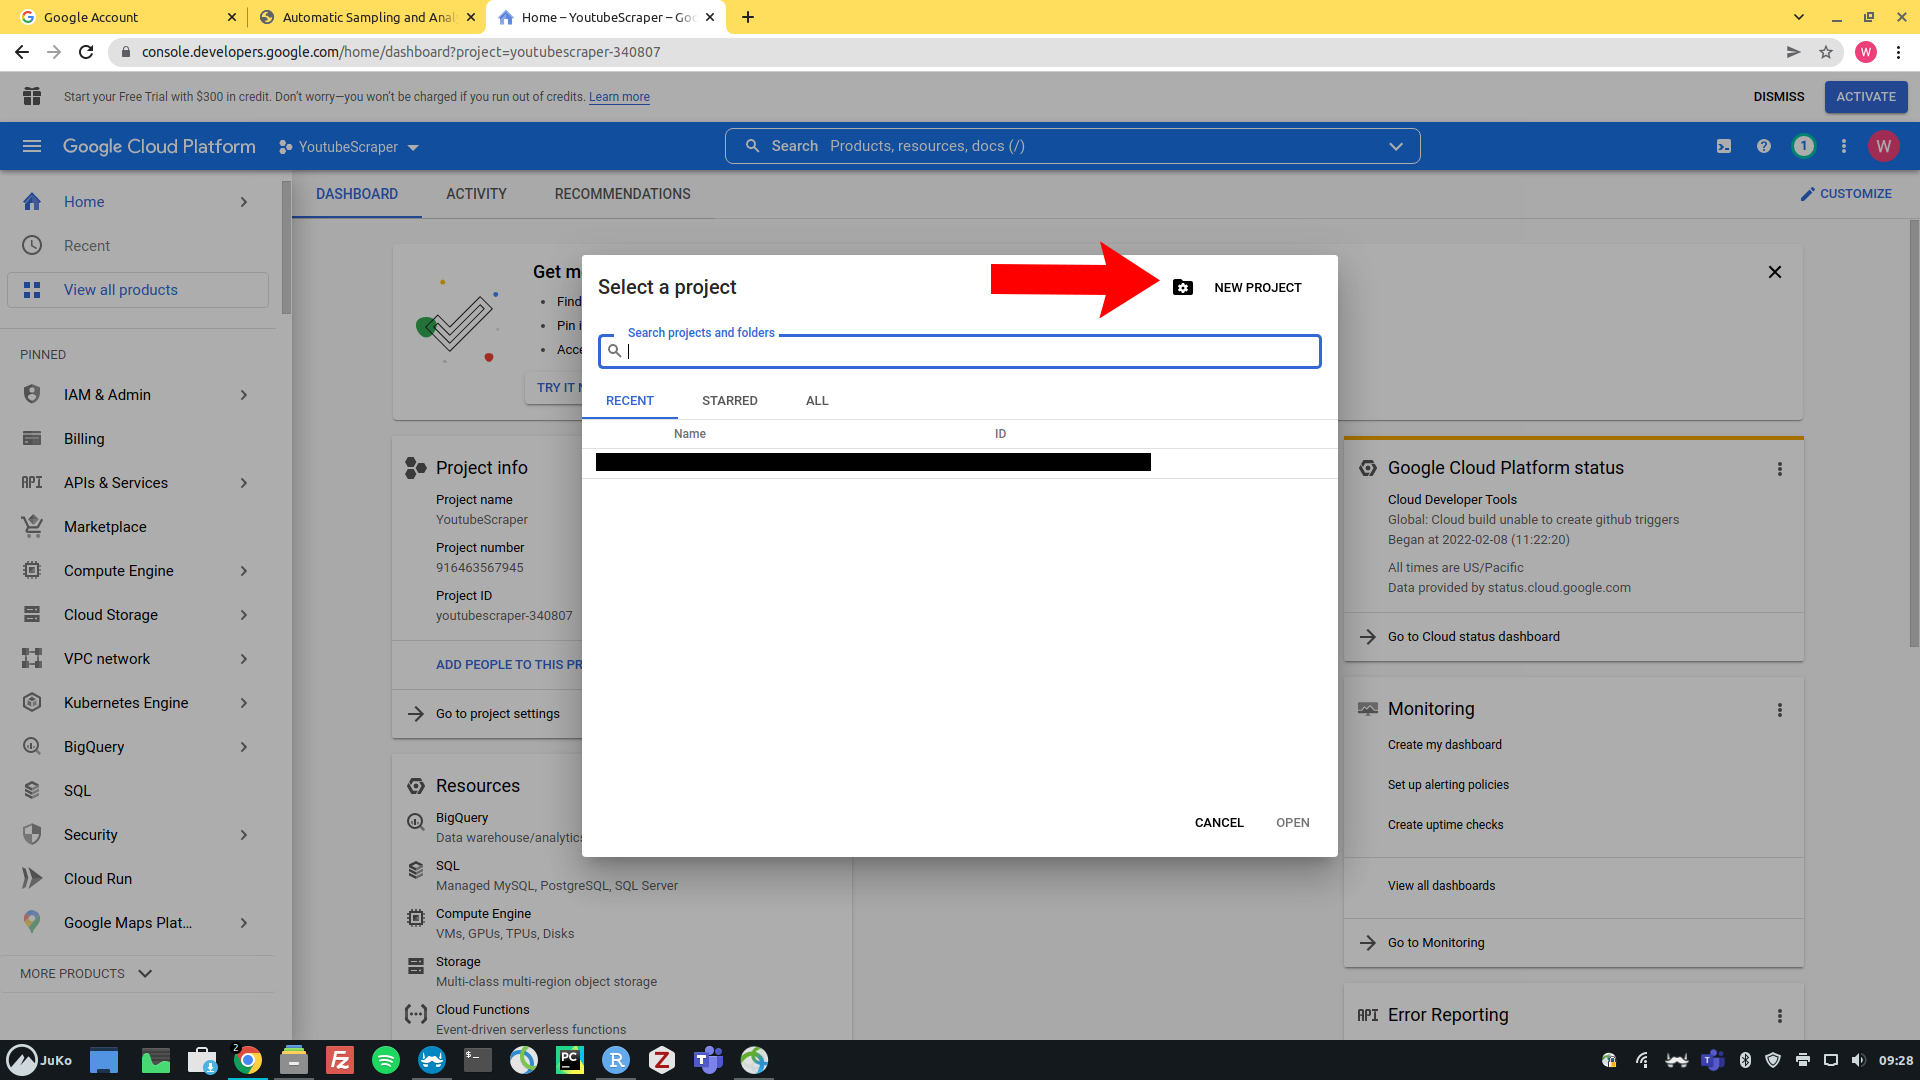 Google Account
Automatic Sampling and Anal
Home – YoutubeScraper – Goo
console.developers.google.com/home/dashboard?project=youtubescraper-340807
W
Start your Free Trial with $300 in credit. Don't worry—you won't be charged if you run out of credits. Learn more
DISMISS
ACTIVATE
Google Cloud Platform
YoutubeScraper
Search Products, resources, docs (/)
1
W
Home
Recent
View all products
PINNED
IAM & Admin
Billing
API APIs & Services
Marketplace
Compute Engine
Cloud Storage
VPC network
Kubernetes Engine
BigQuery
SQL
Security
Cloud Run
Google Maps Plat...
MORE PRODUCTS
DASHBOARD
ACTIVITY
RECOMMENDATIONS
CUSTOMIZE
Get m
Find
Pin i
Acce
TRY IT N
Project info
Project name
YoutubeScraper
Project number
916463567945
Project ID
youtubescraper-340807
ADD PEOPLE TO THIS PR
Go to project settings
Resources
BigQuery
Data warehouse/analytics
SQL
Managed MySQL, PostgreSQL, SQL Server
Compute Engine
VMs, GPUs, TPUs, Disks
Storage
Multi-class multi-region object storage
Cloud Functions
Event-driven serverless functions
Select a project
NEW PROJECT
Search projects and folders
RECENT
STARRED
ALL
Name
ID
CANCEL
OPEN
Google Cloud Platform status
Cloud Developer Tools
Global: Cloud build unable to create github triggers
Began at 2022-02-08 (11:22:20)
All times are US/Pacific
Data provided by status.cloud.google.com
Go to Cloud status dashboard
Monitoring
Create my dashboard
Set up alerting policies
Create uptime checks
View all dashboards
Go to Monitoring
API Error Reporting
JuKo
2
FZ
$
PC
R
Z
T
09:28